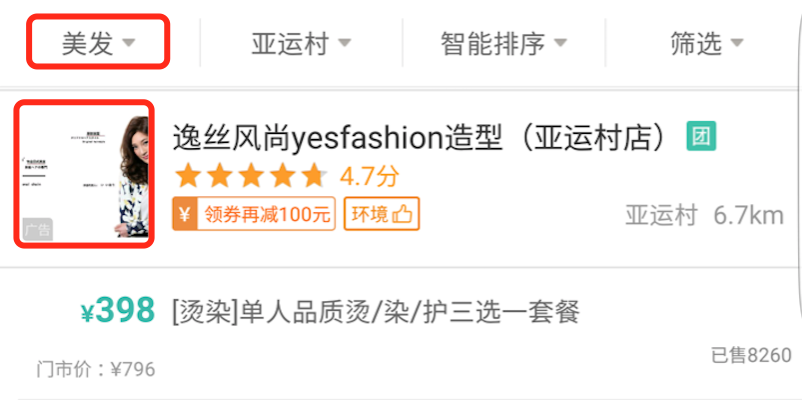 美发 亚运村 智能排序 筛选
逸丝风尚yesfashion造型（亚运村店） 团
4.7分
¥ 领券再减100元 环境 亚运村 6.7km
广告
¥398 [烫染]单人品质烫/染/护三选一套餐
门市价：¥796 已售8260